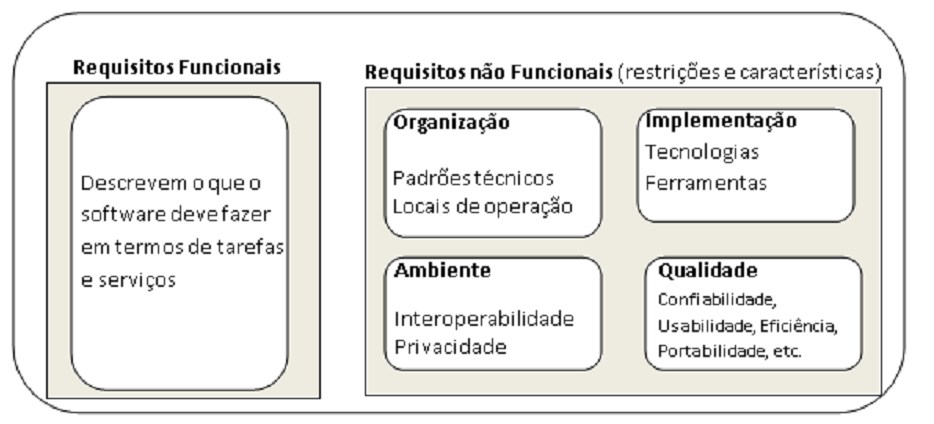 Requisitos Funcionais
Descrevem o que o
software deve fazer
em termos de tarefas
e serviços
Requisitos não Funcionais (restrições e características)
Organização
Padrões técnicos
Locais de operação
Implementação
Tecnologias
Ferramentas
Ambiente
Interoperabilidade
Privacidade
Qualidade
Confiabilidade,
Usabilidade, Eficiência,
Portabilidade, etc.